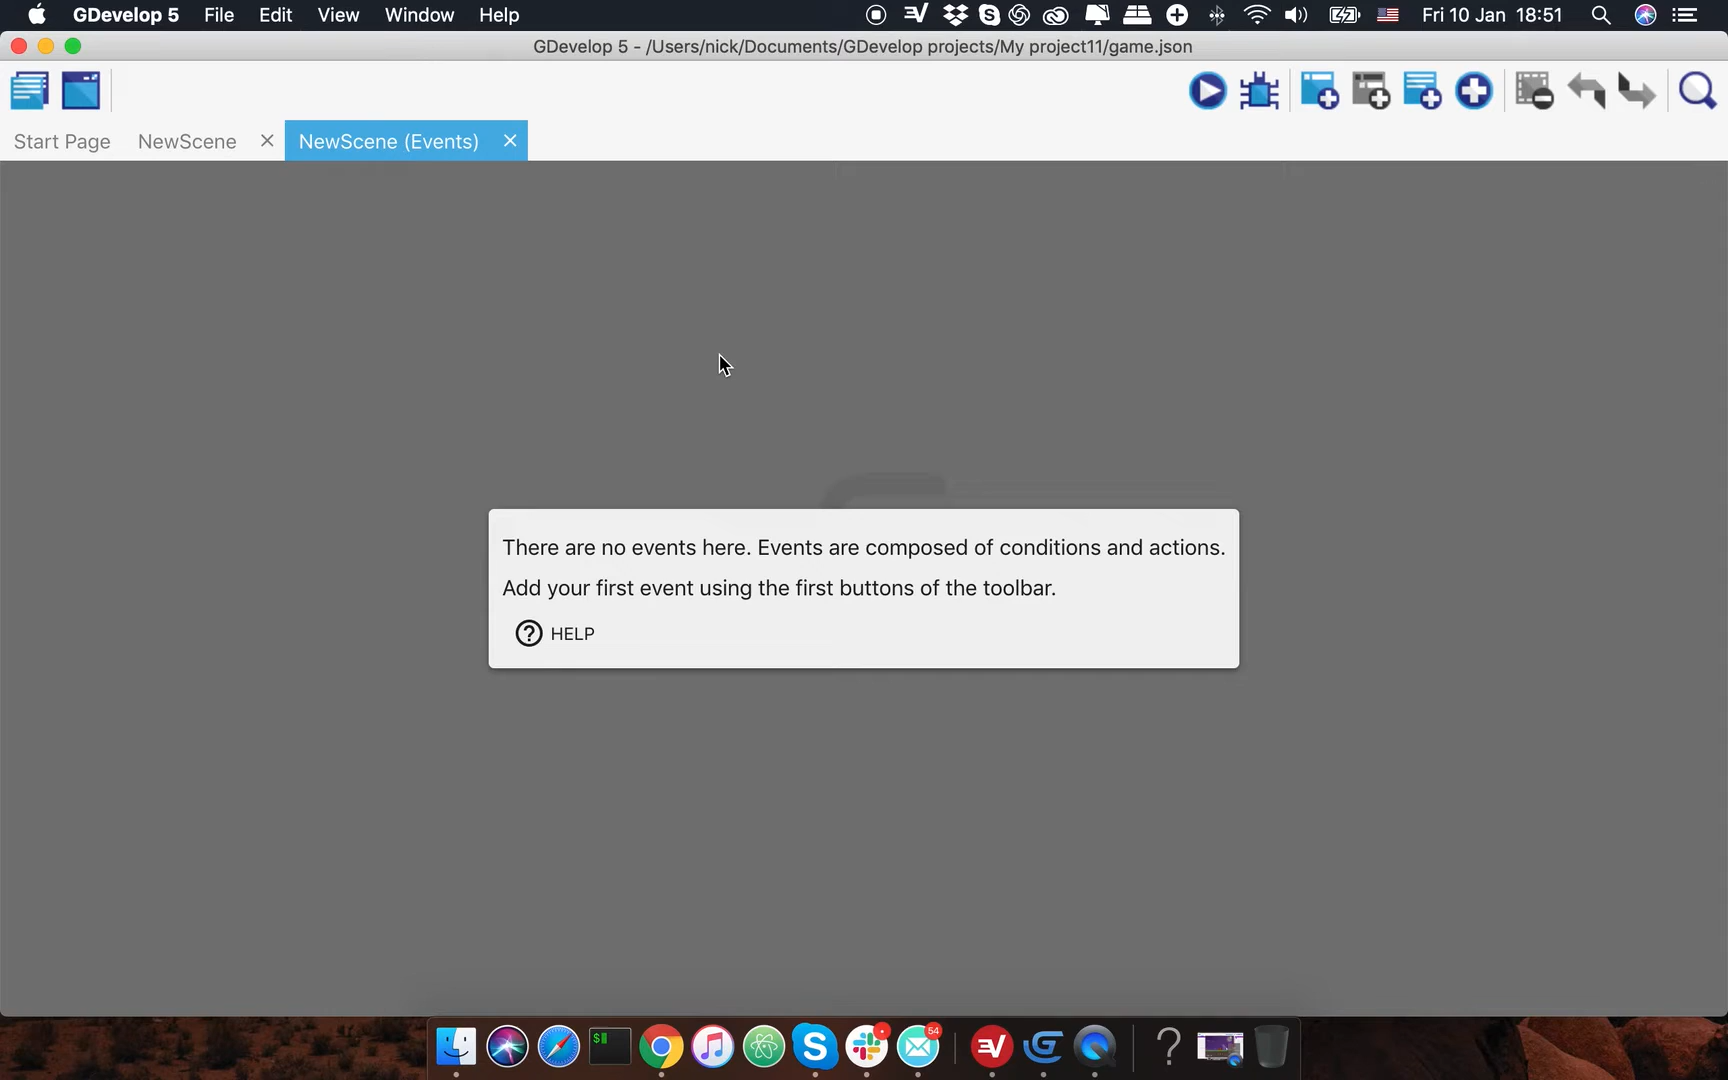 GDevelop 5 File Edit View Window Help Fri 10 Jan 18:51
GDevelop 5 - /Users/nick/Documents/GDevelop projects/My project11/game.json
Start Page NewScene × NewScene (Events) ×
There are no events here. Events are composed of conditions and actions.
Add your first event using the first buttons of the toolbar.
? HELP
$
54